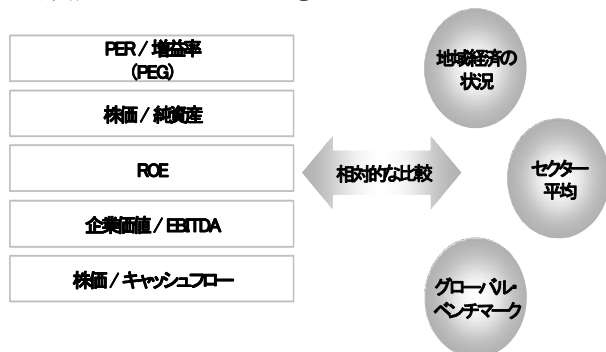 PER / 増益率
(PEG)
株価 / 純資産
ROE
企業価値 / EBITDA
株価 / キャッシュフロー
相対的な比較
地域経済の
状況
セクター
平均
グローバル・
ベンチマーク